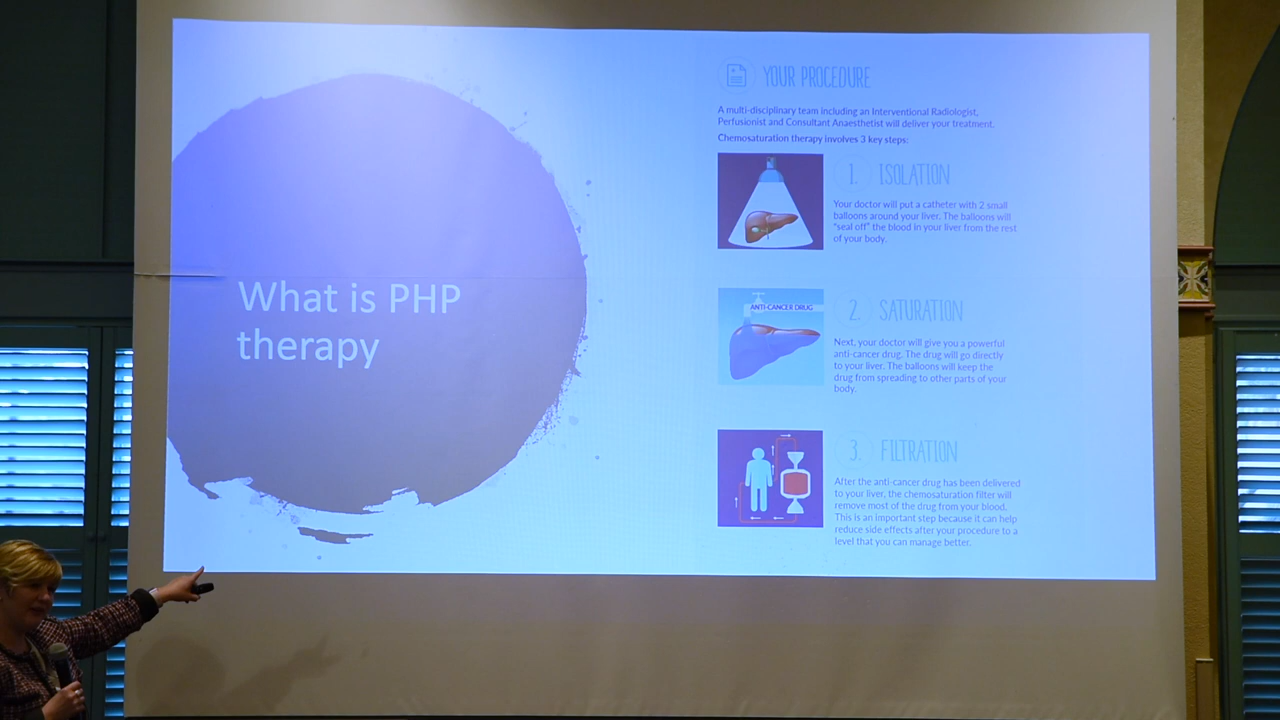 What is PHP
therapy
YOUR PROCEDURE
A multi-disciplinary team including an Interventional Radiologist,
Perfusionist and Consultant Anaesthetist will deliver your treatment.
Chemosaturation therapy involves 3 key steps:
1. ISOLATION
Your doctor will put a catheter with 2 small
balloons around your liver. The balloons will
"seal off" the blood in your liver from the rest
of your body.
ANTI-CANCER DRUG
2. SATURATION
Next, your doctor will give you a powerful
anti-cancer drug. The drug will go directly
to your liver. The balloons will keep the
drug from spreading to other parts of your
body.
3. FILTRATION
After the anti-cancer drug has been delivered
to your liver, the chemosaturation filter will
remove most of the drug from your blood.
This is an important step because it can help
reduce side effects after your procedure to a
level that you can manage better.